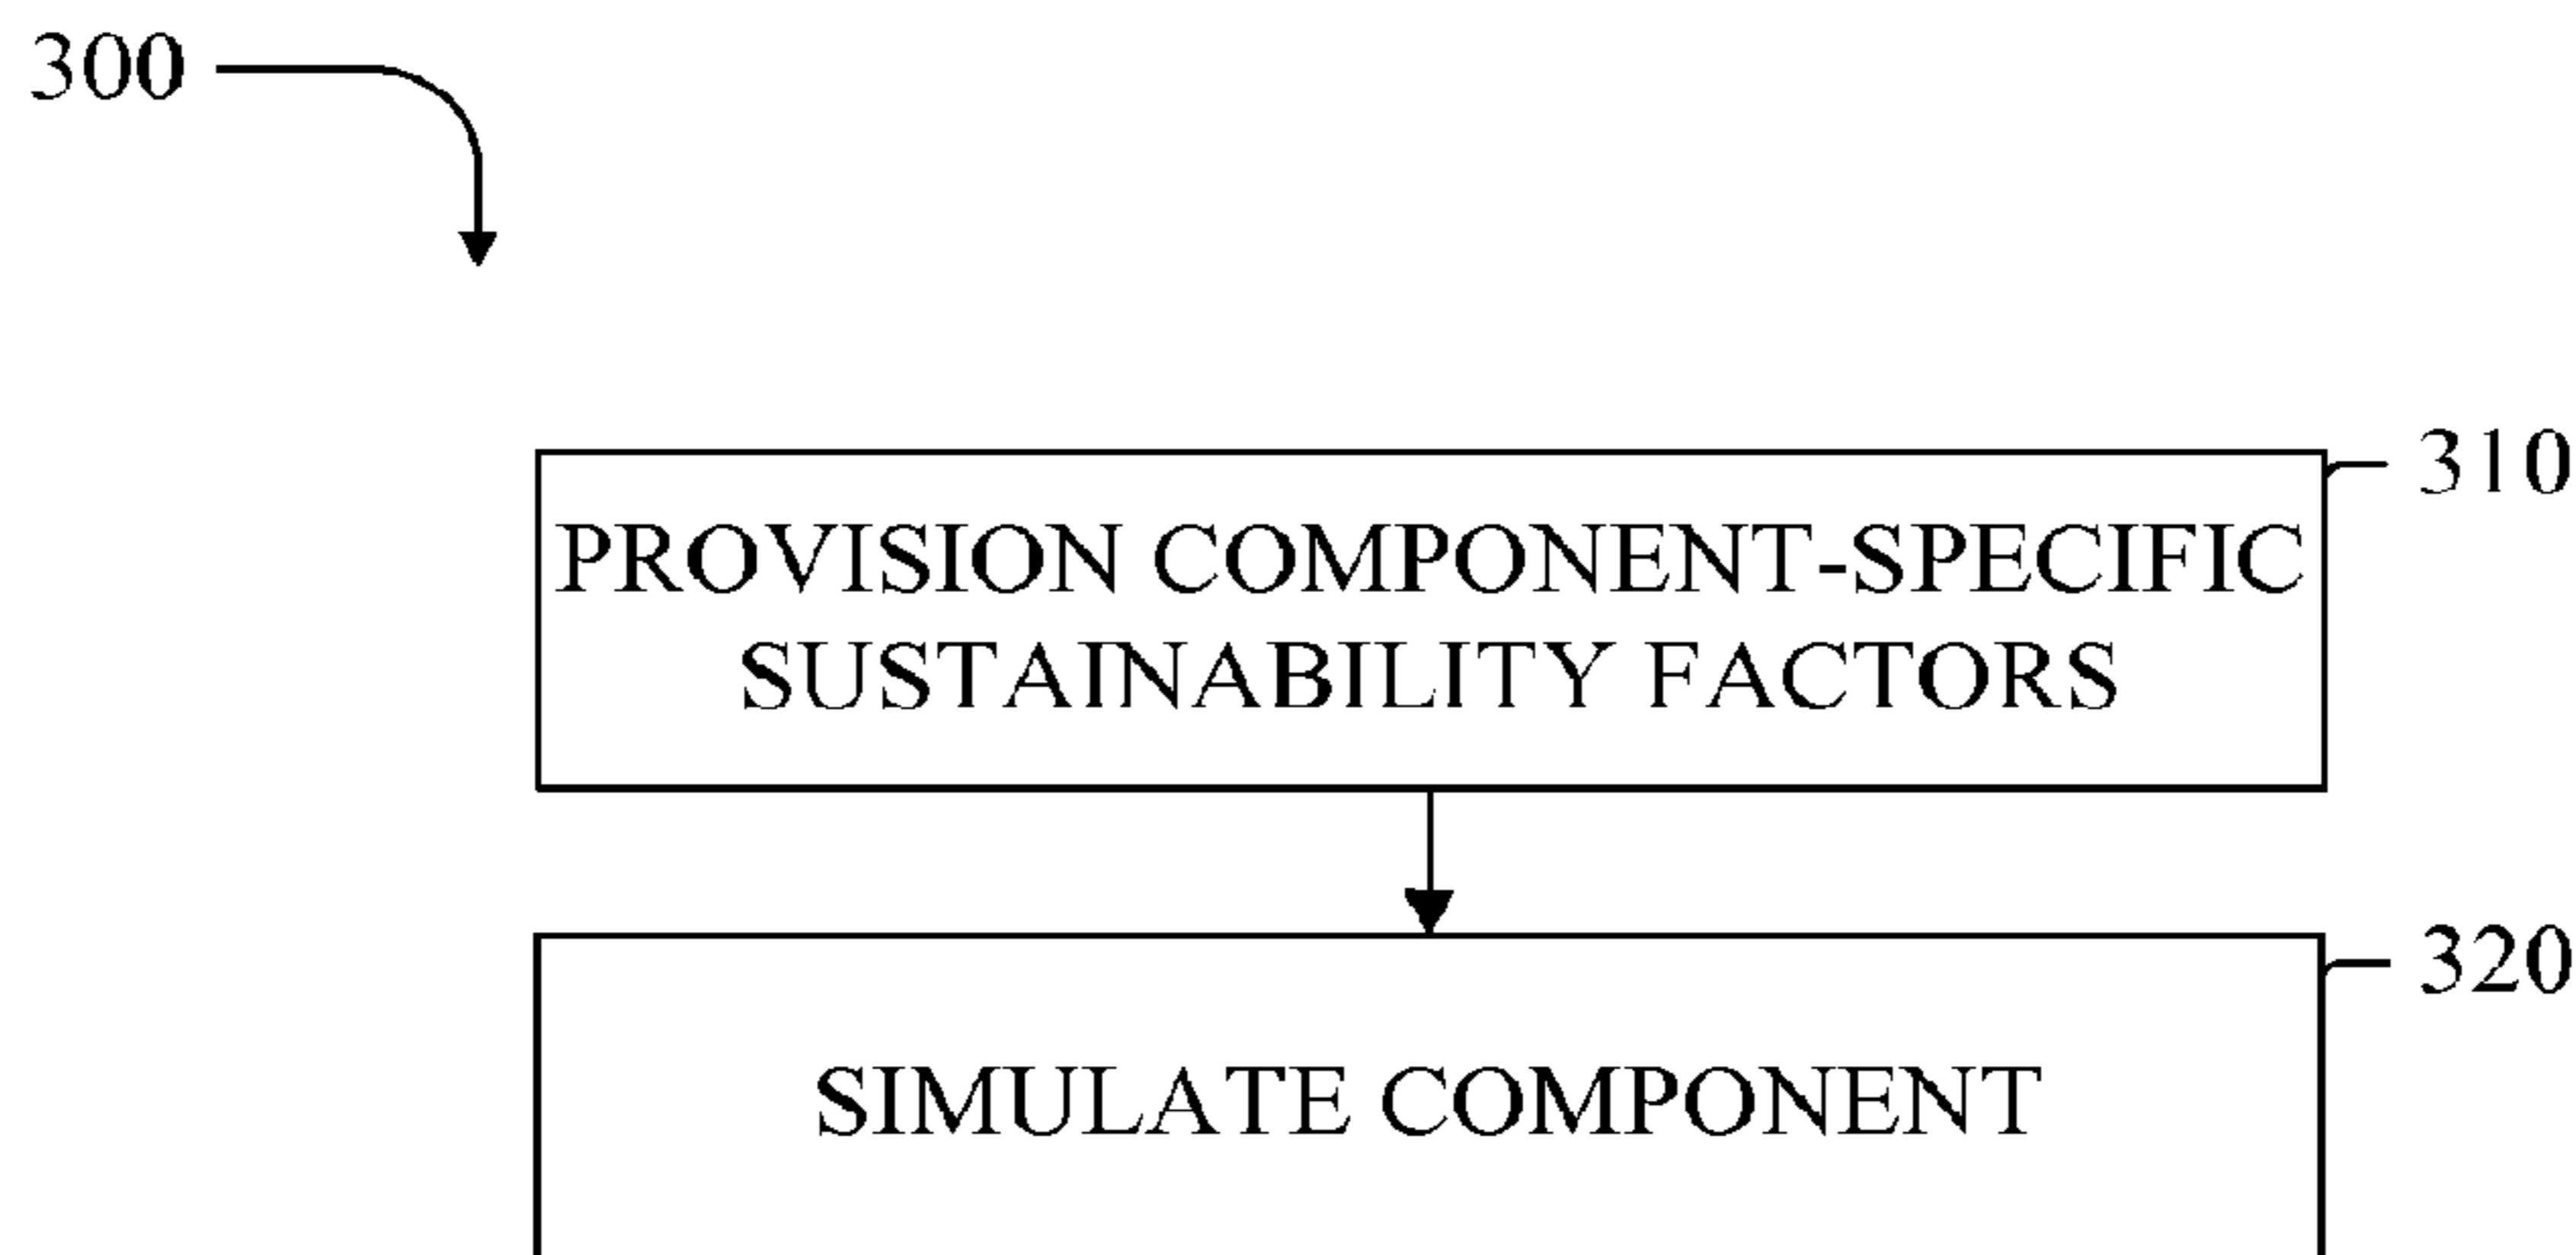 300
310
PROVISION COMPONENT-SPECIFIC
SUSTAINABILITY FACTORS
320
SIMULATE COMPONENT